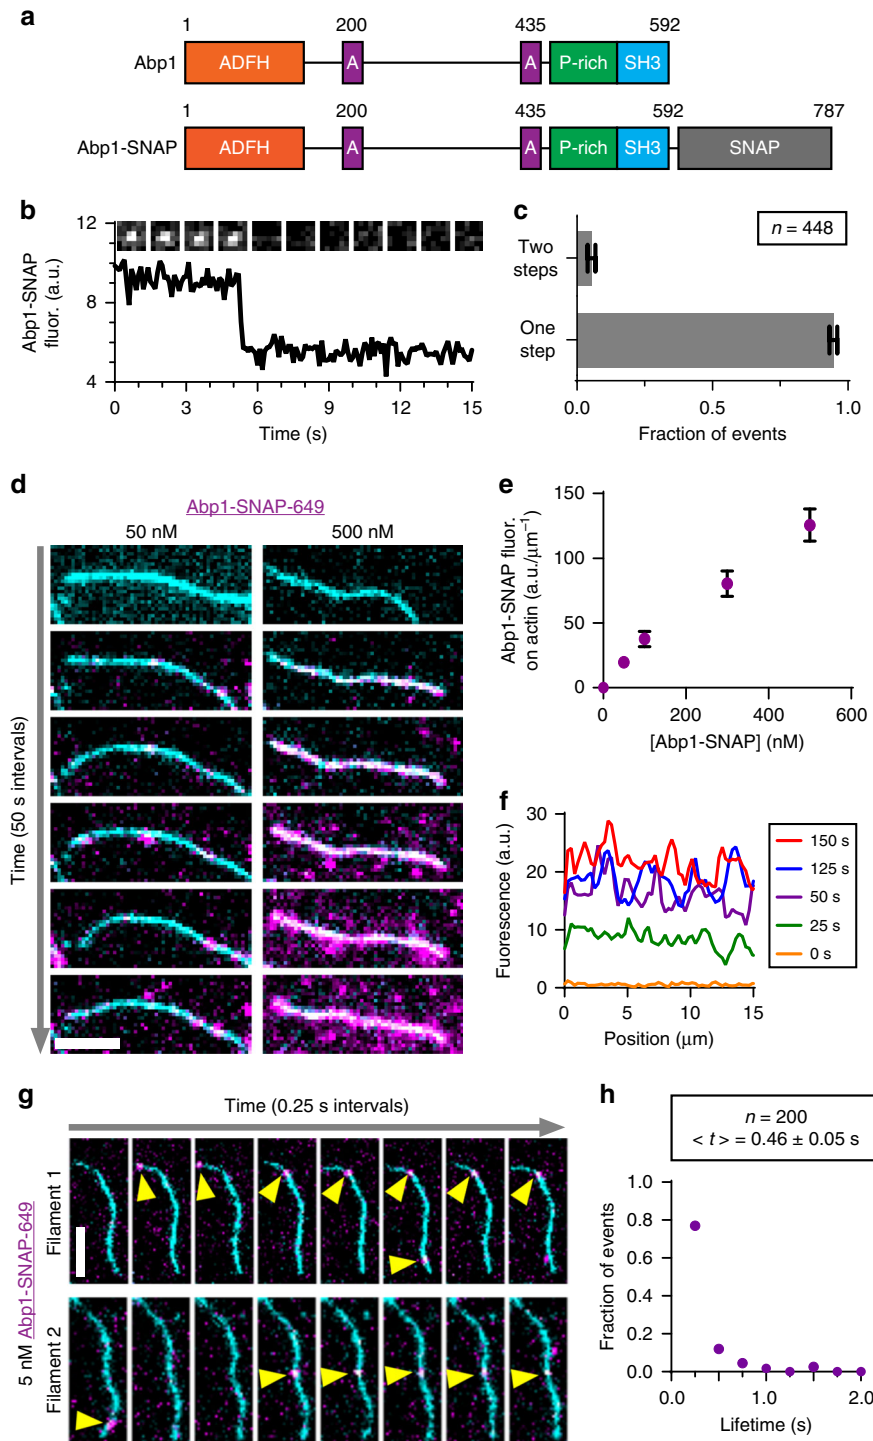 a
1 200 435 592
Abp1 ADFH A A P-rich SH3
1 200 435 592 787
Abp1-SNAP ADFH A A P-rich SH3 SNAP
b
Abp1-SNAP
fluor. (a.u.)
12
8
4
0 3 6 9 12 15
Time (s)
c
n = 448
Two
steps
One
step
0.0 0.5 1.0
Fraction of events
d
Abp1-SNAP-649
50 nM 500 nM
Time (50 s intervals)
e
Abp1-SNAP fluor.
on actin (a.u./μm⁻¹)
150
100
50
0
0 200 400 600
[Abp1-SNAP] (nM)
f
Fuorescence (a.u.)
30
20
10
0
0 5 10 15
Position (μm)
150 s
125 s
50 s
25 s
0 s
g
Time (0.25 s intervals)
5 nM Abp1-SNAP-649
Filament 1
Filament 2
h
n = 200
< t > = 0.46 ± 0.05 s
Fraction of events
1.0
0.8
0.6
0.4
0.2
0.0
0.0 1.0 2.0
Lifetime (s)